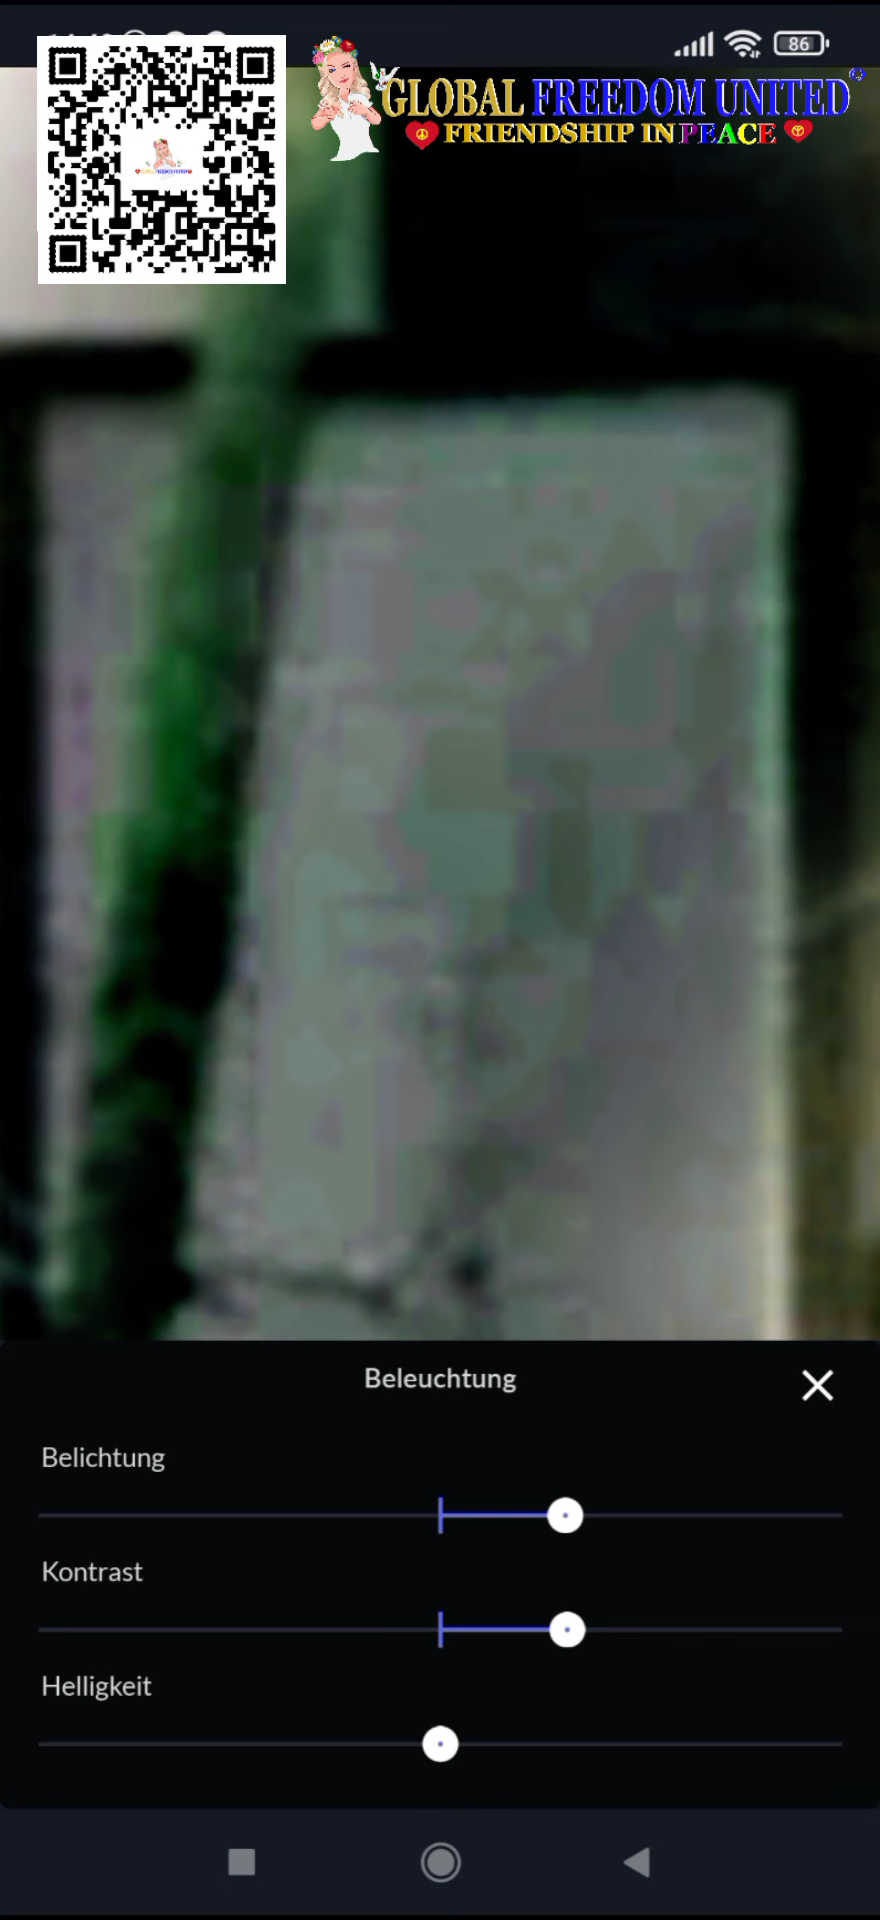 86
GLOBAL FREEDOM UNITED
FRIENDSHIP IN PEACE
Beleuchtung
Belichtung
Kontrast
Helligkeit